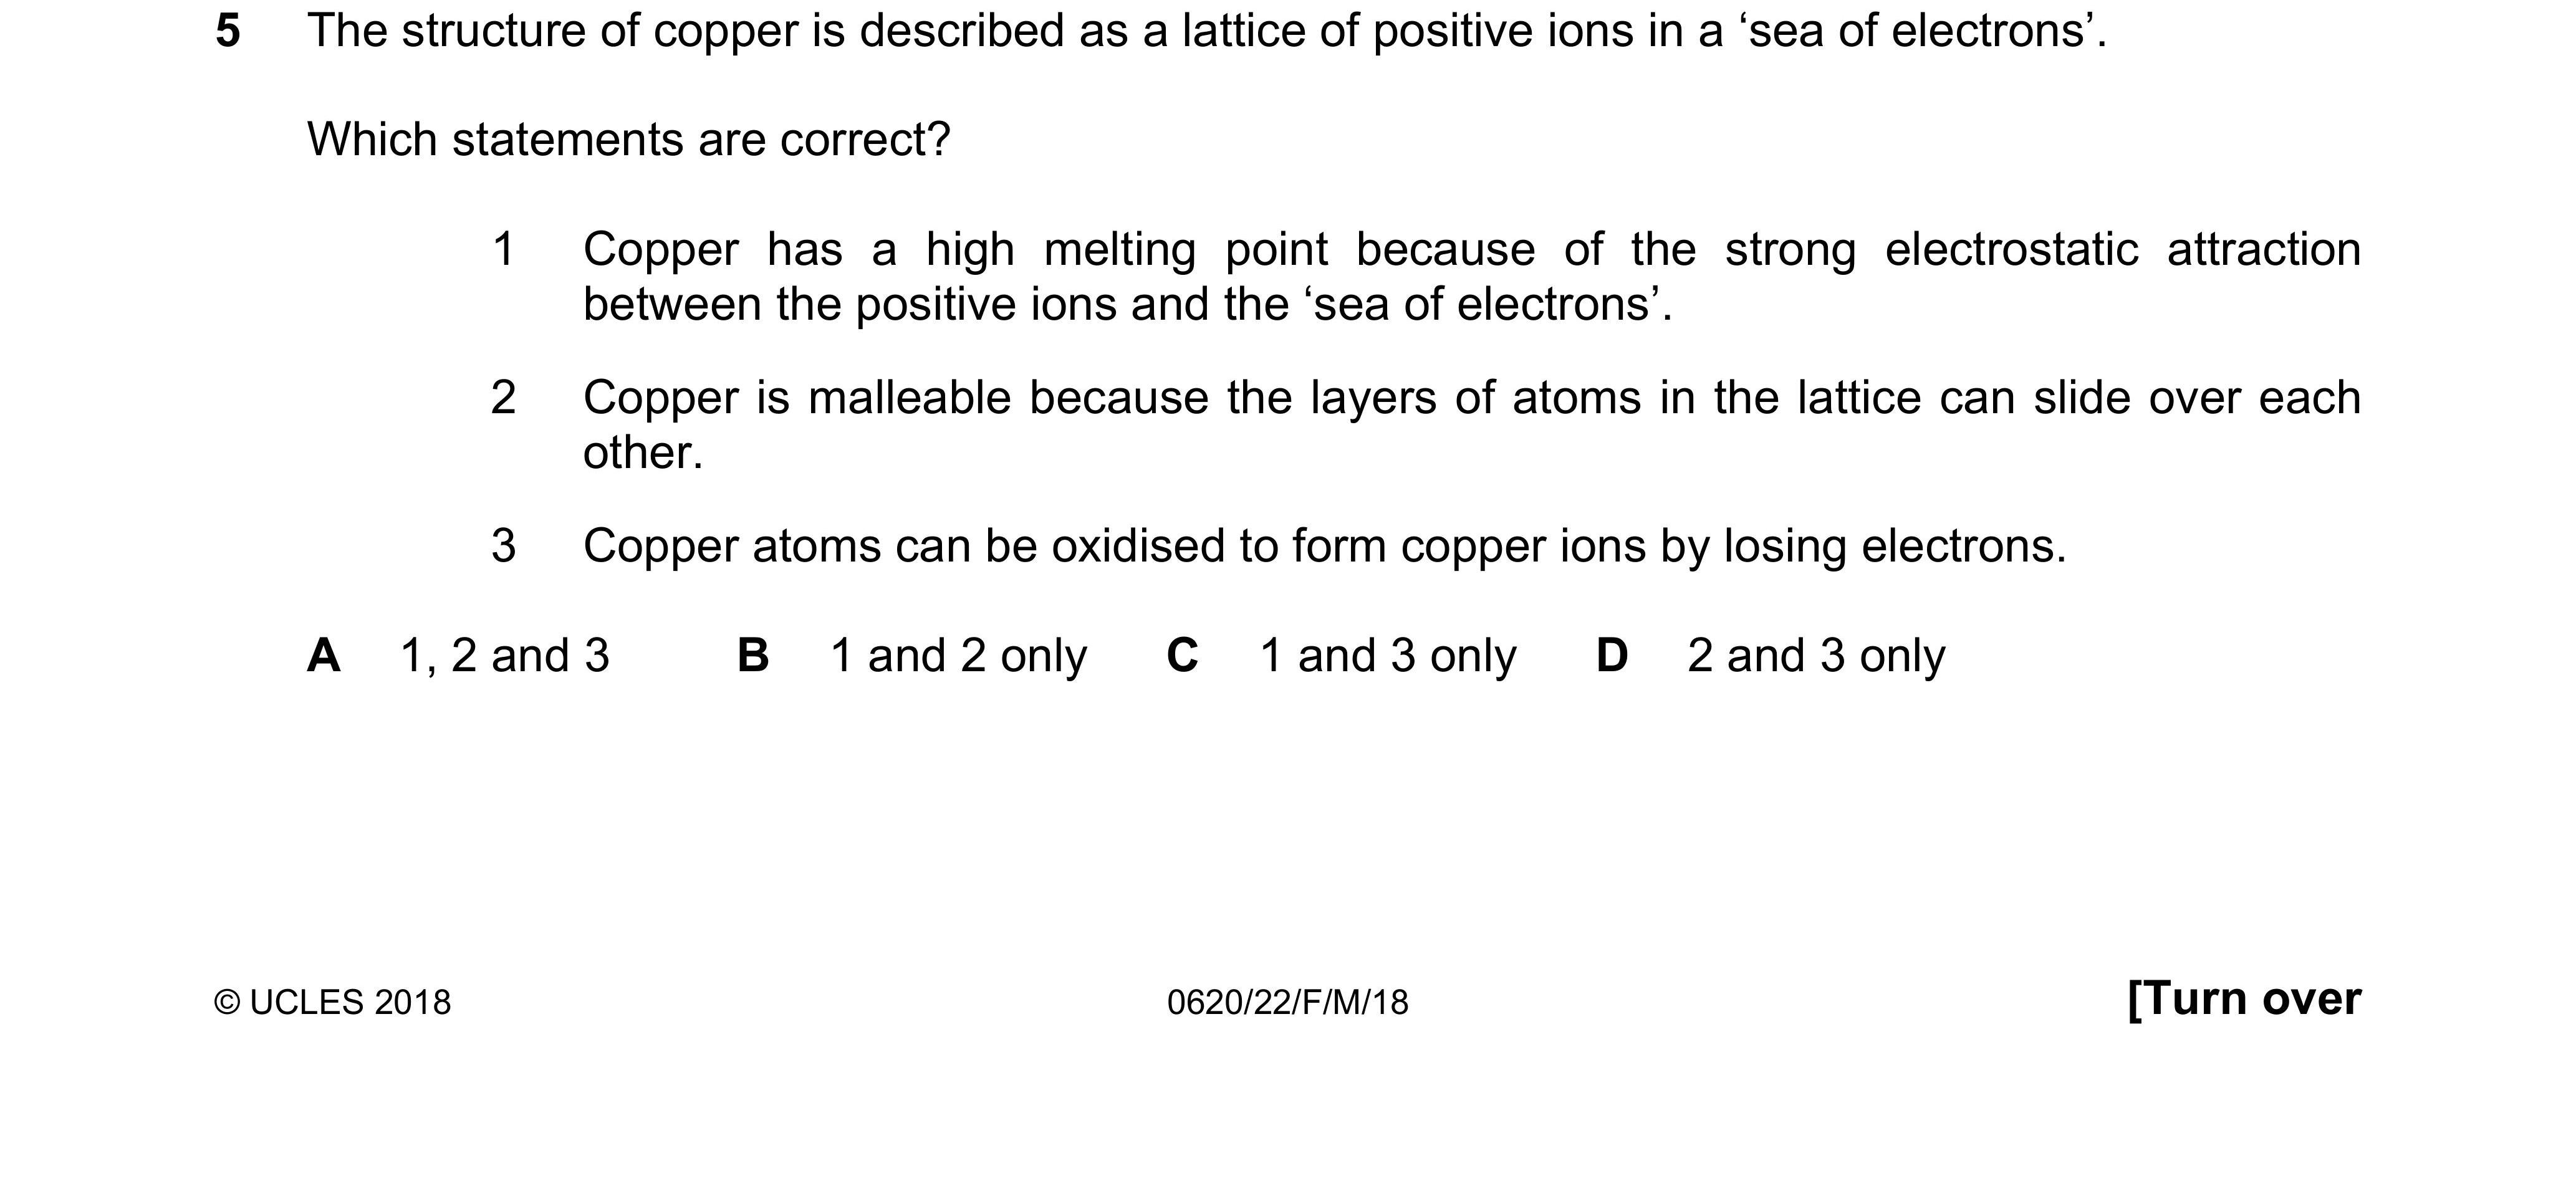 5 The structure of copper is described as a lattice of positive ions in a ‘sea of electrons’.
Which statements are correct?
1 Copper has a high melting point because of the strong electrostatic attraction
between the positive ions and the ‘sea of electrons’.
2 Copper is malleable because the layers of atoms in the lattice can slide over each
other.
3 Copper atoms can be oxidised to form copper ions by losing electrons.
A 1, 2 and 3 B 1 and 2 only C 1 and 3 only D 2 and 3 only
© UCLES 2018 0620/22/F/M/18 [Turn over